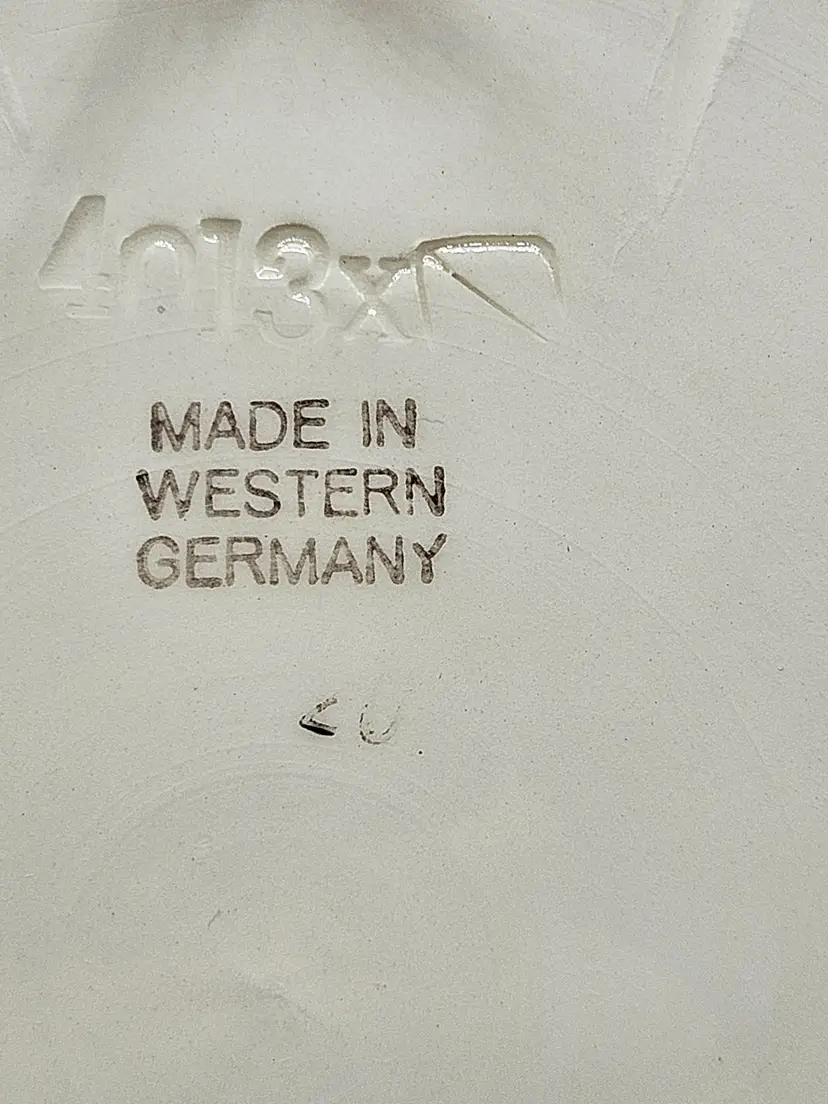 4013x
MADE IN
WESTERN
GERMANY